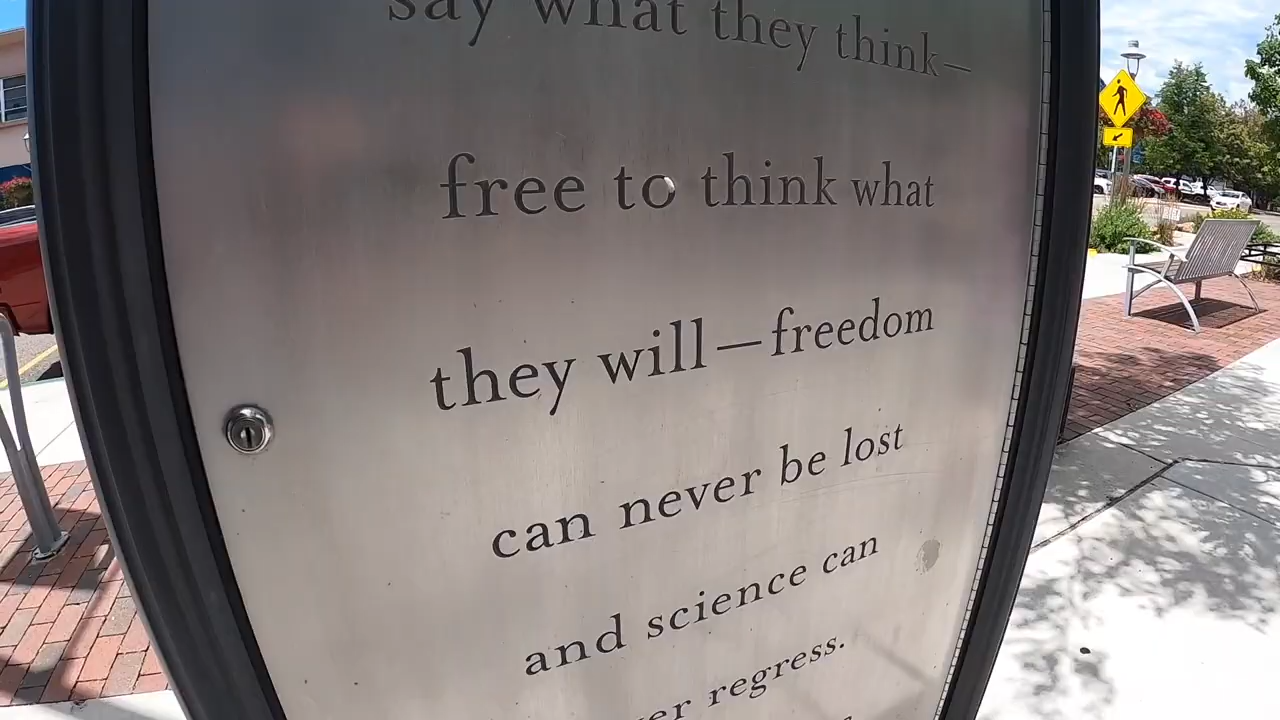 say what they think—
free to think what
they will—freedom
can never be lost
and science can
regress.